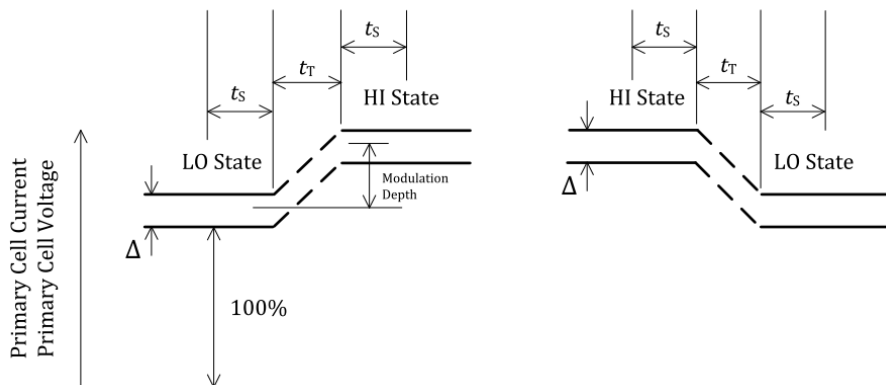 tS
tS
tT
tT
tS
HI State
tS
HI State
LO State
LO State
Modulation
Depth
Δ
Δ
100%
Primary Cell Current
Primary Cell Voltage